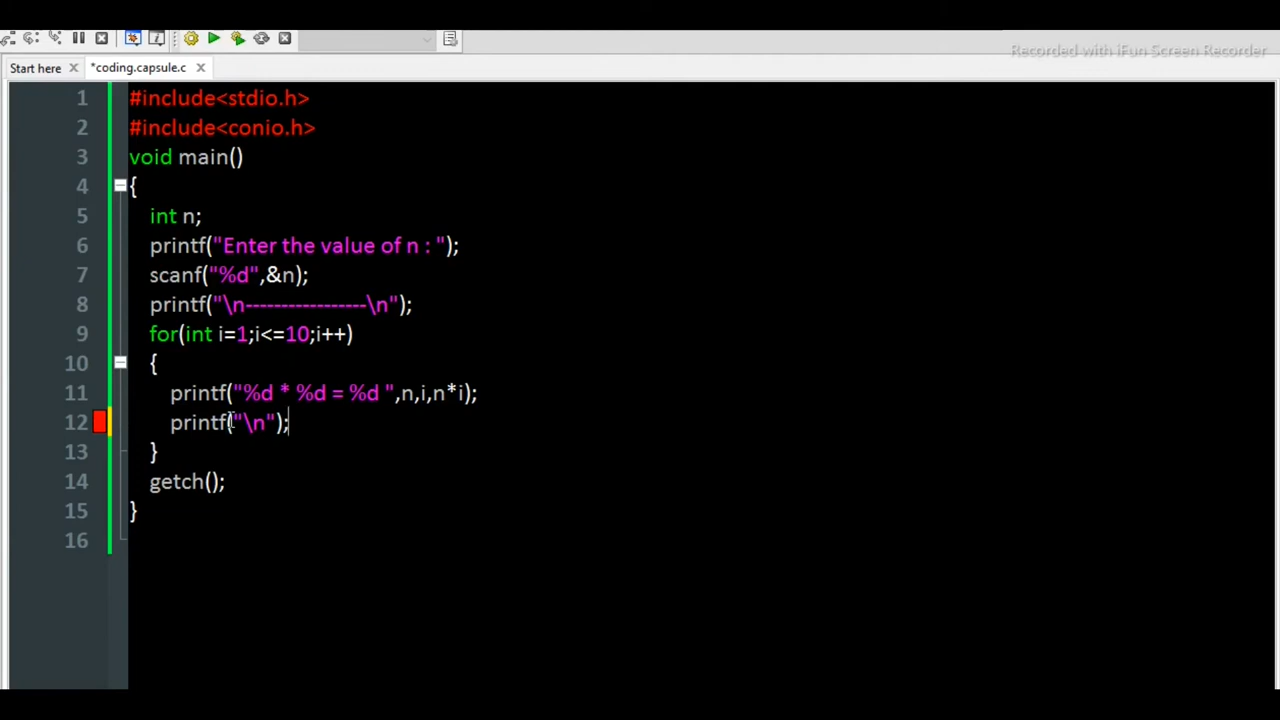 Recorded with iFun Screen Recorder
Start here
*coding.capsule.c
1 #include<stdio.h>
2 #include<conio.h>
3 void main()
4 {
5 int n;
6 printf("Enter the value of n : ");
7 scanf("%d",&n);
8 printf("\n-----------------\n");
9 for(int i=1;i<=10;i++)
10 {
11 printf("%d * %d = %d ",n,i,n*i);
12 printf("\n");
13 }
14 getch();
15 }
16